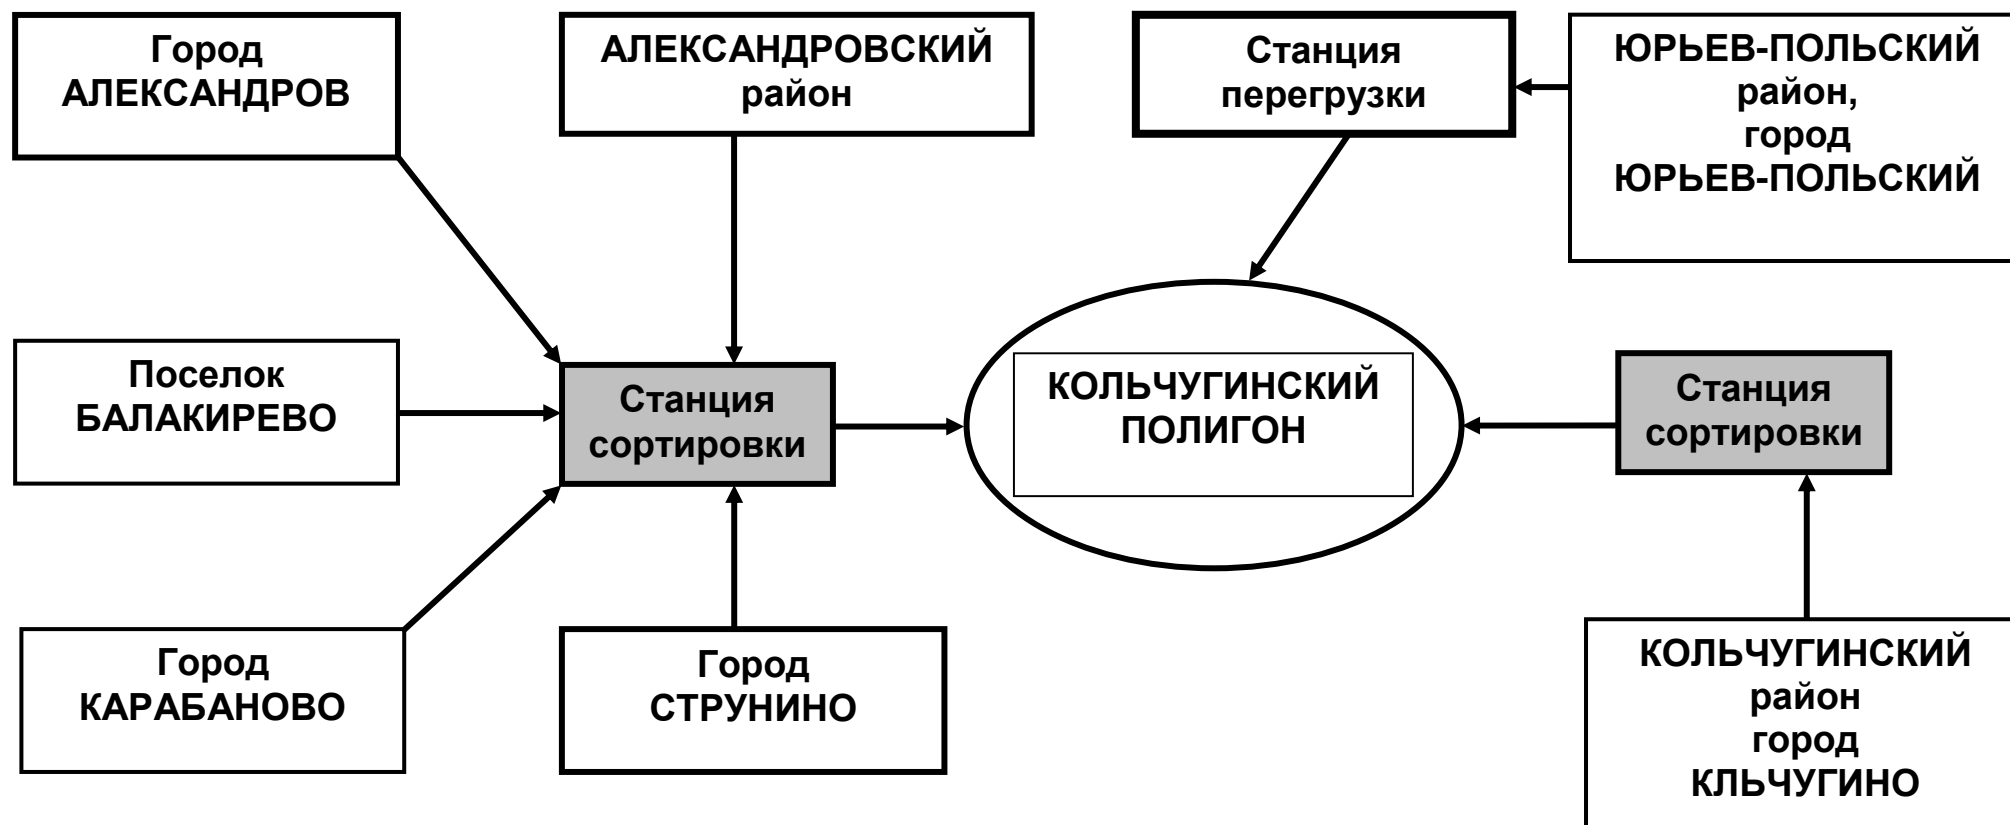 Город
АЛЕКСАНДРОВ
АЛЕКСАНДРОВСКИЙ
район
Станция
перегрузки
ЮРЬЕВ-ПОЛЬСКИЙ
район,
город
ЮРЬЕВ-ПОЛЬСКИЙ
Поселок
БАЛАКИРЕВО
Станция
сортировки
КОЛЬЧУГИНСКИЙ
ПОЛИГОН
Станция
сортировки
Город
КАРАБАНОВО
Город
СТРУНИНО
КОЛЬЧУГИНСКИЙ
район
город
КЛЬЧУГИНО